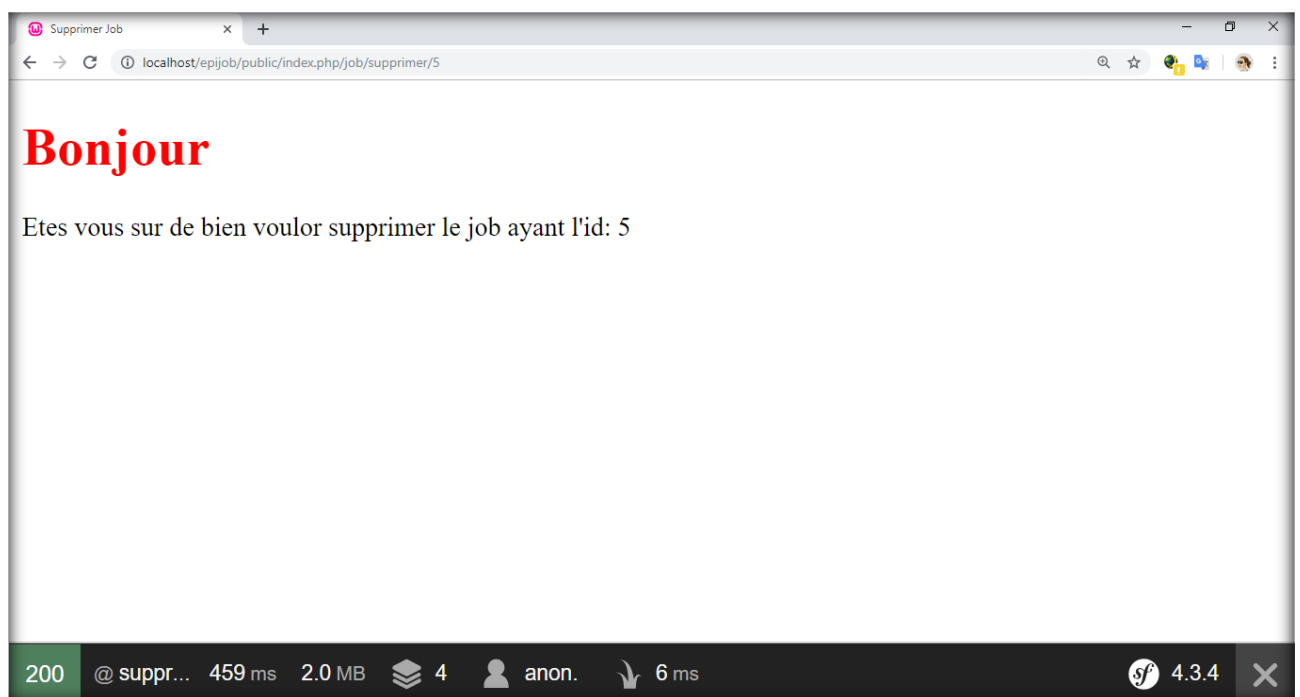 Supprimer Job
localhost/epijob/public/index.php/job/supprimer/5
Bonjour
Etes vous sur de bien voulor supprimer le job ayant l'id: 5
200 @ suppr... 459 ms 2.0 MB 4 anon. 6 ms sf 4.3.4